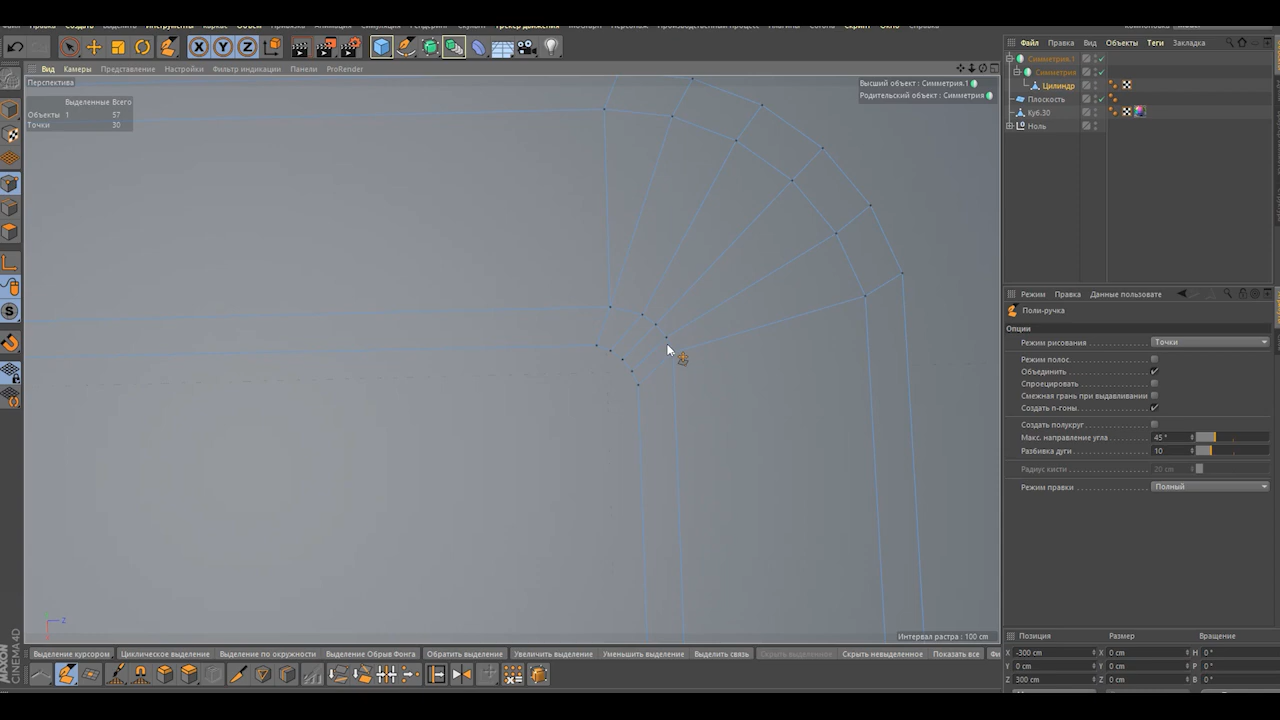 Файл Правка Вид Объекты Теги Закладка
Вид Камеры Представление Настройки Фильтр индикации Панели ProRender
Перспектива
Высший объект : Симметрия.1
Родительский объект : Симметрия
Выделенные Всего
Объекты 1 57
Точки 30
Симметрия.1
Симметрия
Цилиндр
Плоскость
Куб.30
Ноль
Режим Правка Данные пользовате
Поли-ручка
Опции
Режим рисования Точки
Режим полос.
Объединить
Спроецировать
Смежная грань при выдавливании
Создать n-гоны
Создать полукруг
Макс. направление угла 45 °
Разбивка дуги 10
Радиус кисти 20 cm
Режим правки Полный
Z
Интервал растра : 100 cm
Позиция Размер Вращение
X -300 cm X 0 cm H 0 °
Y 0 cm Y 0 cm P 0 °
Z 300 cm Z 0 cm B 0 °
Выделение курсором Циклическое выделение Выделение по окружности Выделение Обрыв Фонга Обратить выделение Увеличить выделение Уменьшить выделение Выделить связь Скрыть выделенное Скрыть невыделенное Показать все
MAXON CINEMA 4D